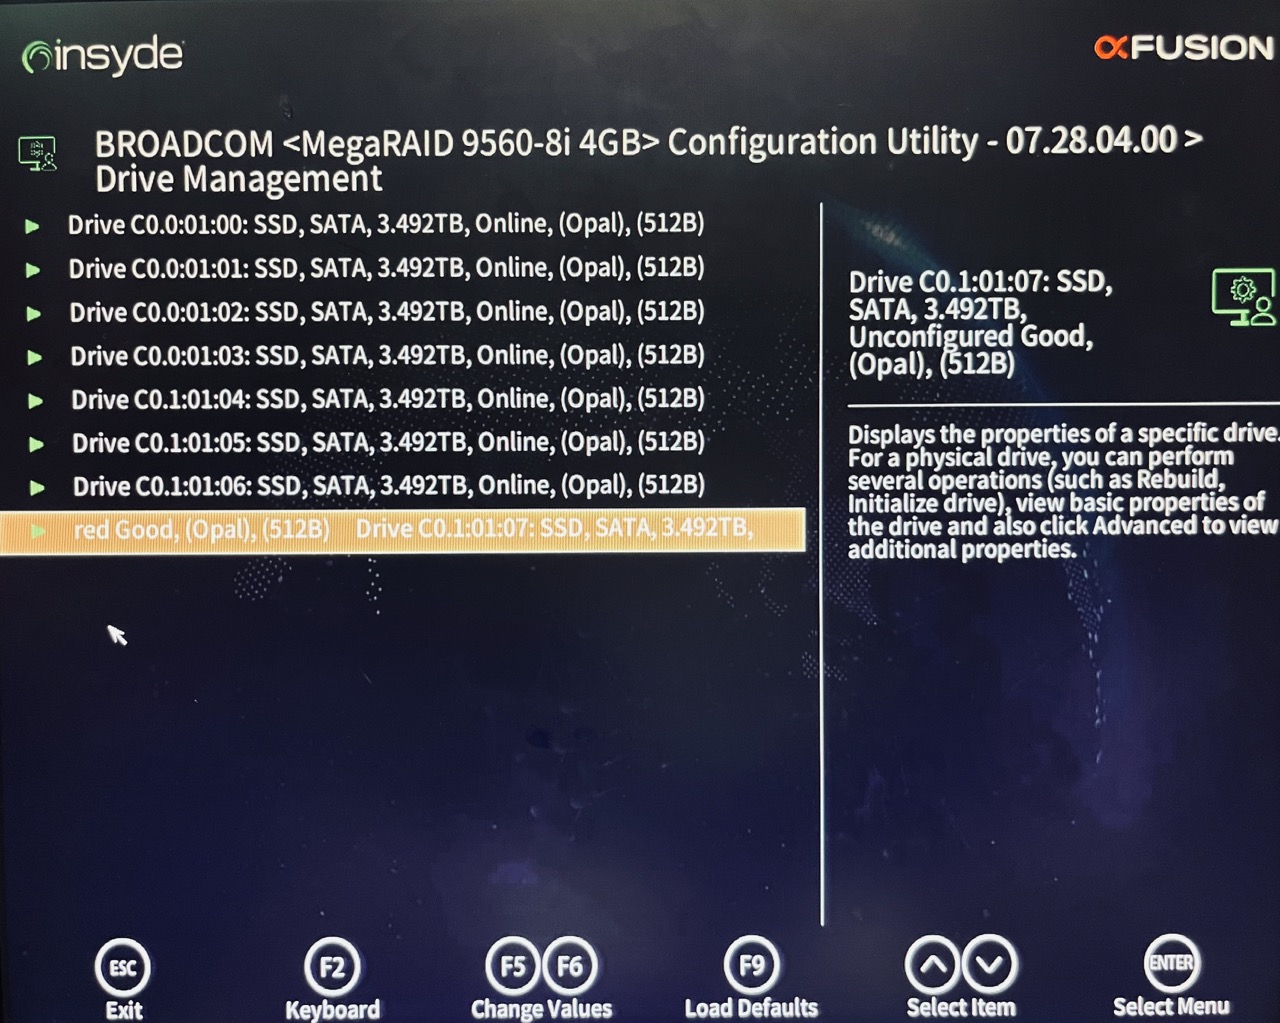 insyde
FUSION
BROADCOM <MegaRAID 9560-8i 4GB> Configuration Utility - 07.28.04.00 >
Drive Management
Drive C0.0:01:00: SSD, SATA, 3.492TB, Online, (Opal), (512B)
Drive C0.0:01:01: SSD, SATA, 3.492TB, Online, (Opal), (512B)
Drive C0.0:01:02: SSD, SATA, 3.492TB, Online, (Opal), (512B)
Drive C0.0:01:03: SSD, SATA, 3.492TB, Online, (Opal), (512B)
Drive C0.1:01:04: SSD, SATA, 3.492TB, Online, (Opal), (512B)
Drive C0.1:01:05: SSD, SATA, 3.492TB, Online, (Opal), (512B)
Drive C0.1:01:06: SSD, SATA, 3.492TB, Online, (Opal), (512B)
red Good, (Opal), (512B) Drive C0.1:01:07: SSD, SATA, 3.492TB,
Drive C0.1:01:07: SSD,
SATA, 3.492TB,
Unconfigured Good,
(Opal), (512B)
Displays the properties of a specific drive.
For a physical drive, you can perform
several operations (such as Rebuild,
Initialize drive), view basic properties of
the drive and also click Advanced to view
additional properties.
ESC
Exit
F2
Keyboard
F5 F6
Change Values
F9
Load Defaults
Select Item
ENTER
Select Menu